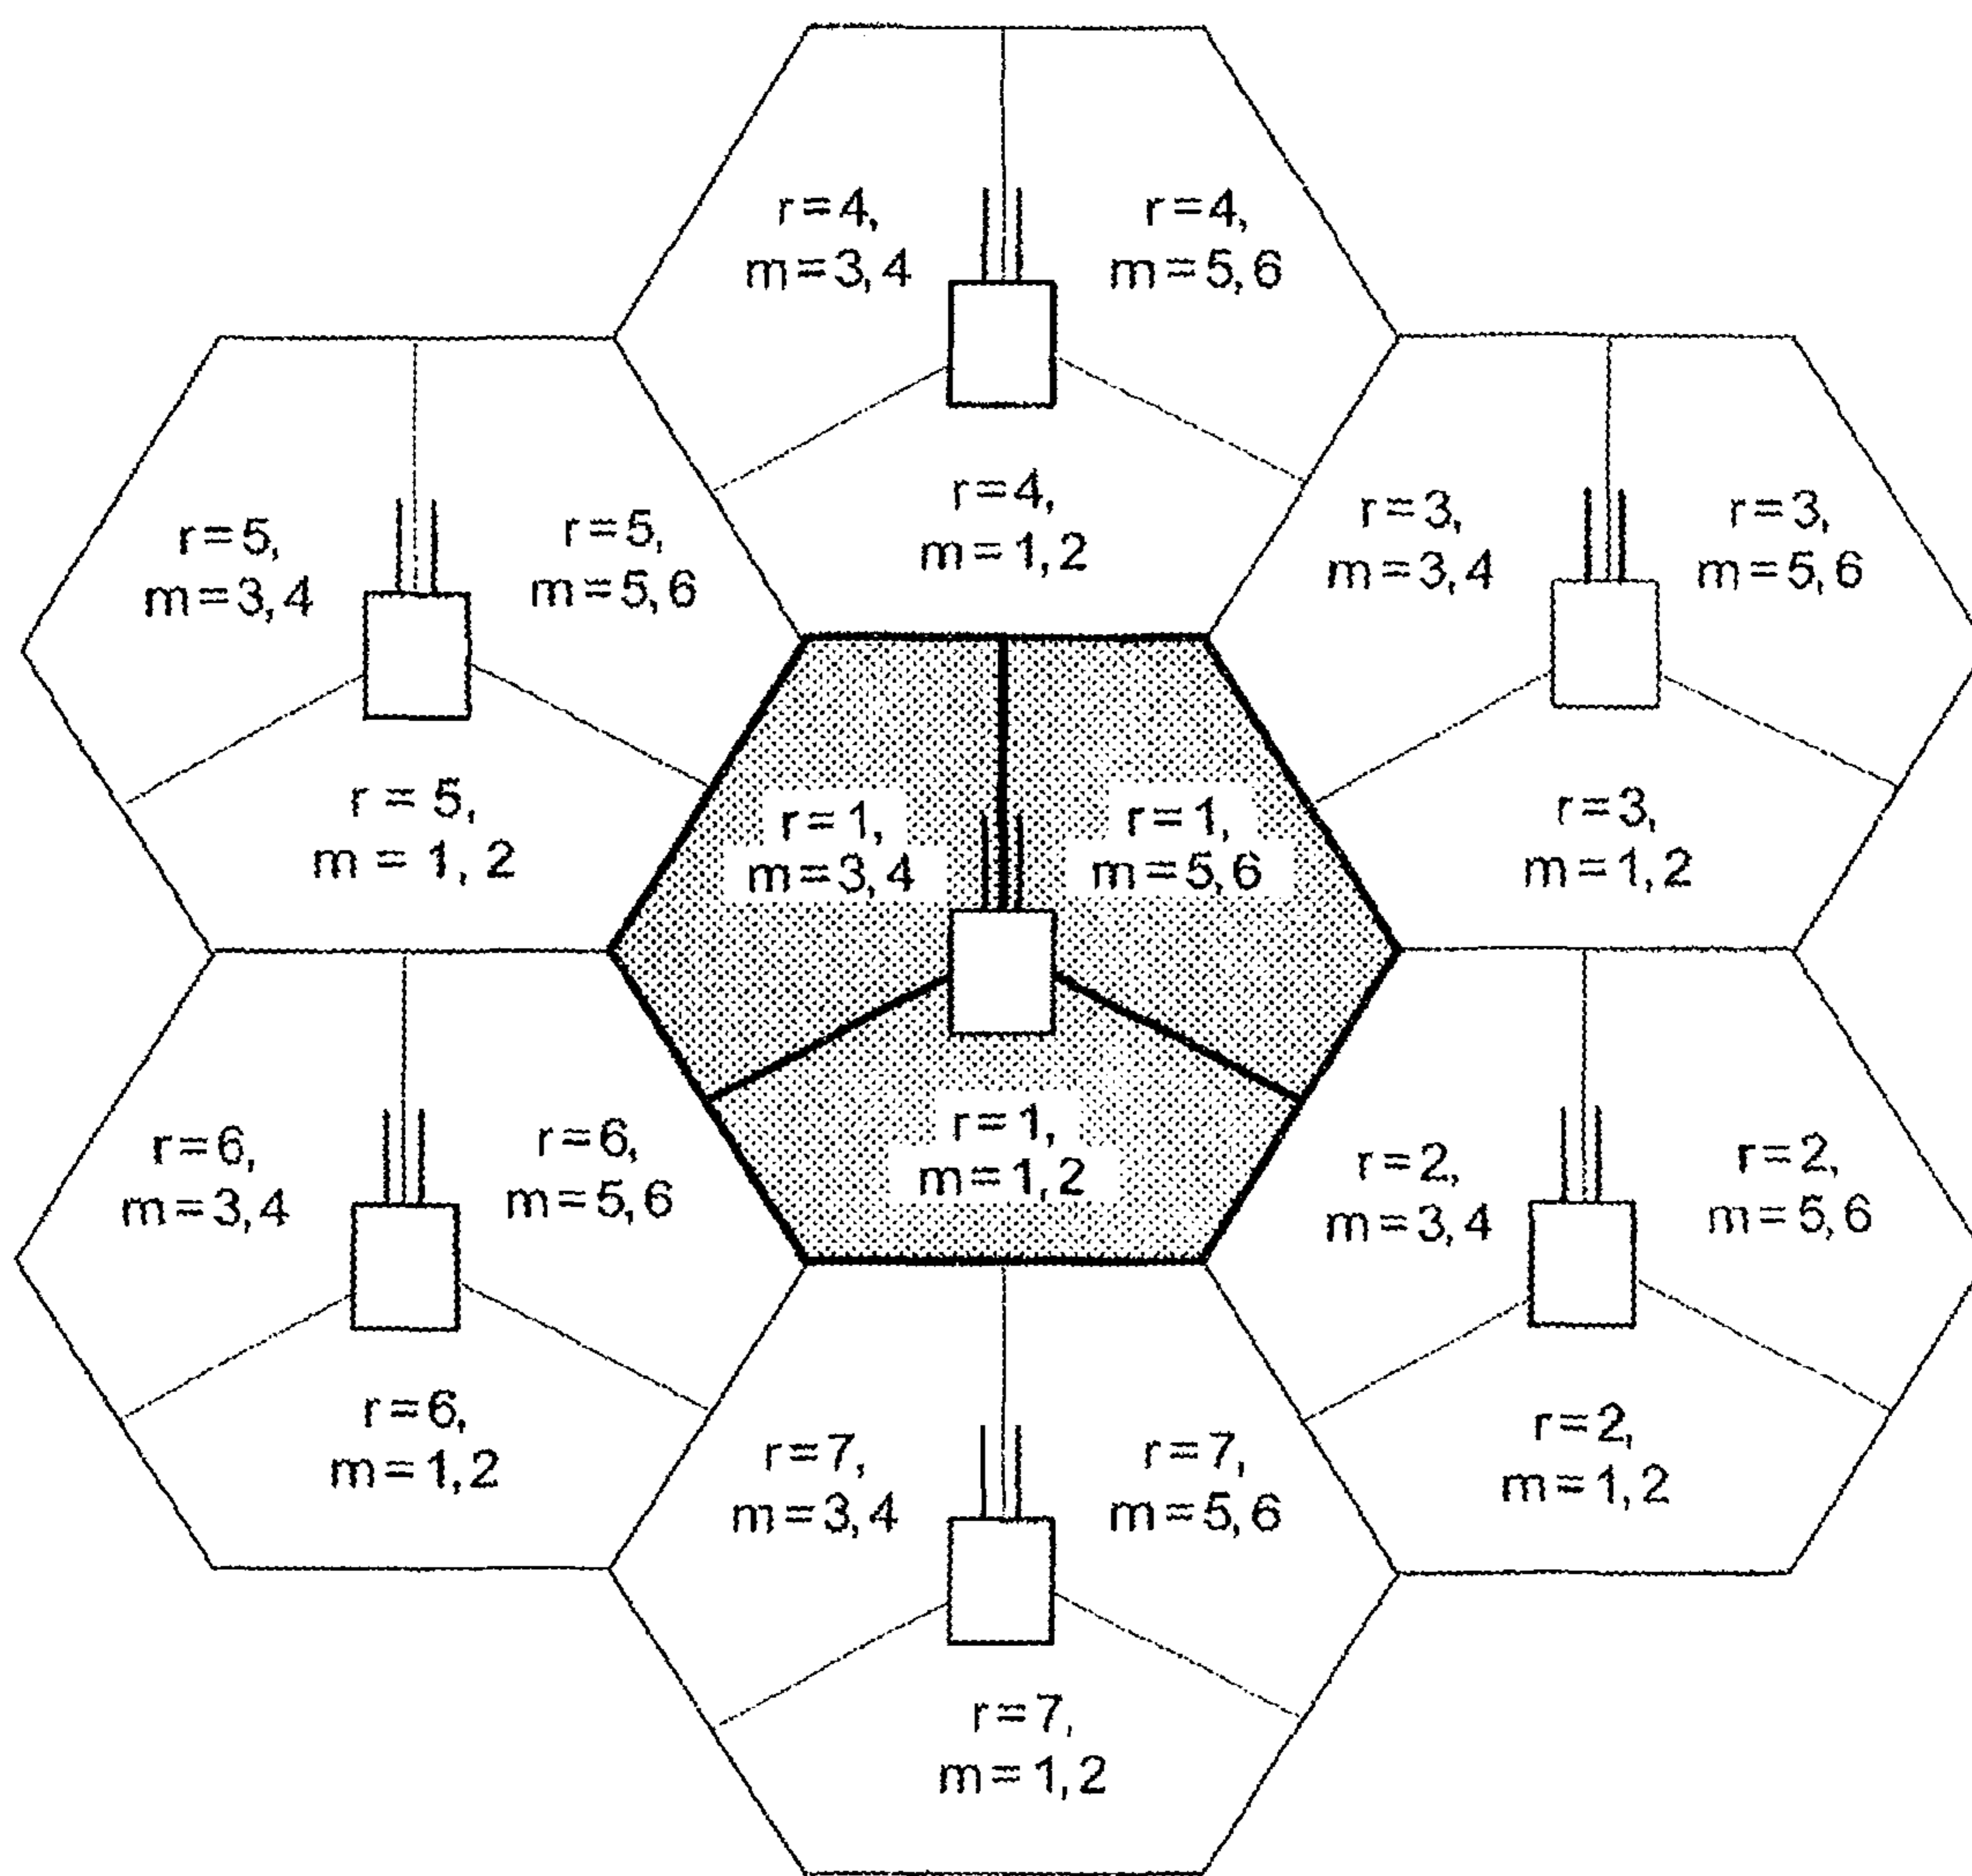 r=4,
m=3,4
r=4,
m=5,6
r=4,
m=1,2
r=5,
m=3,4
r=5,
m=5,6
r = 5,
m = 1, 2
r=3,
m=3,4
r=3,
m=5,6
r=3,
m=1,2
r=1,
m=3,4
r=1,
m=5,6
r=1,
m=1,2
r=6,
m=3,4
r=6,
m=5,6
r=6,
m=1,2
r=2,
m=3,4
r=2,
m=5,6
r=2,
m=1,2
r=7,
m=3,4
r=7,
m=5,6
r=7,
m=1,2